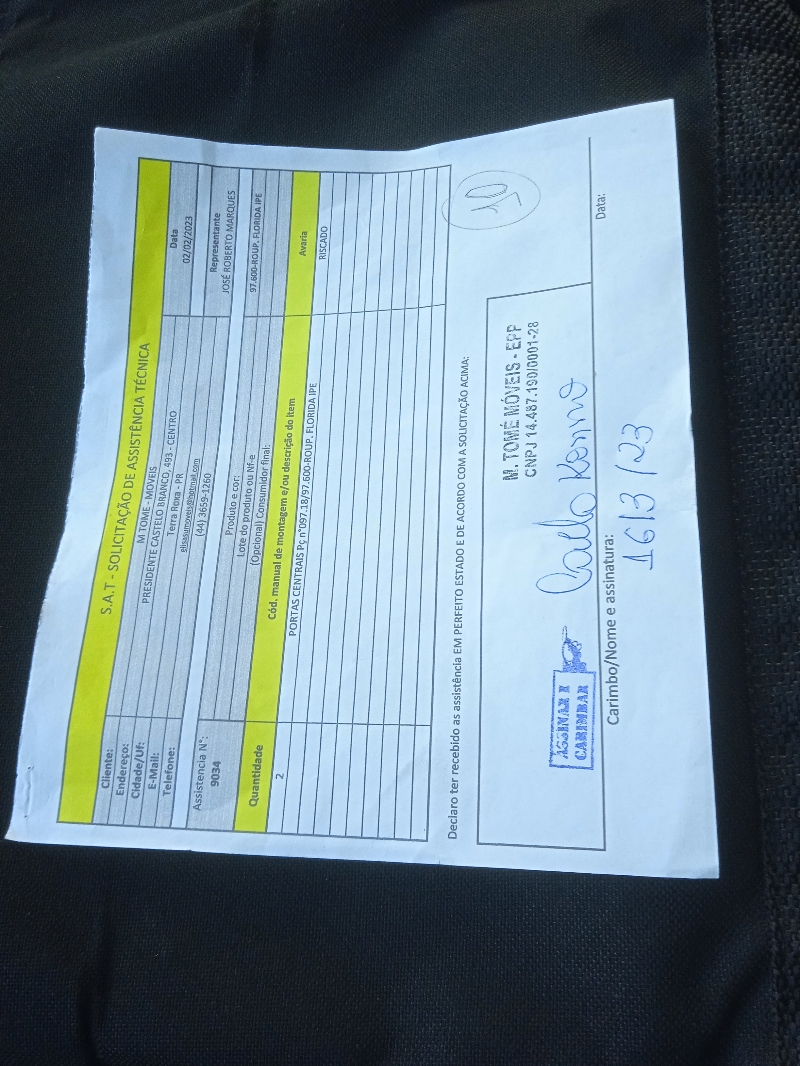 S.A.T - SOLICITAÇÃO DE ASSISTÊNCIA TÉCNICA
Cliente: M TOME - MOVEIS Data
Endereço: PRESIDENTE CASTELO BRANCO, 493 - CENTRO 02/02/2023
Cidade/Uf: Terra Roxa - PR
E-Mail: elisasumoveis@hotmail.com Representante
Telefone: (44) 3659-1260 JOSÉ ROBERTO MARQUES
Assistencia N°: Produto e cor: 97.600-ROUP. FLORIDA IPE
9034 Lote do produto ou Nf-e
(Opcional) Consumidor final:
Quantidade Cód. manual de montagem e/ou descrição do item Avaria
2 PORTAS CENTRAIS Pç n°097.18/97.600-ROUP. FLORIDA IPE RISCADO
Declaro ter recebido as assistência EM PERFEITO ESTADO E DE ACORDO COM A SOLICITAÇÃO ACIMA:
M. TOMÉ MÓVEIS - EPP
CNPJ 14.487.190/0001-28
ASSINAR E
CARIMBAR
Carimbo/Nome e assinatura: Data:
16/3/23